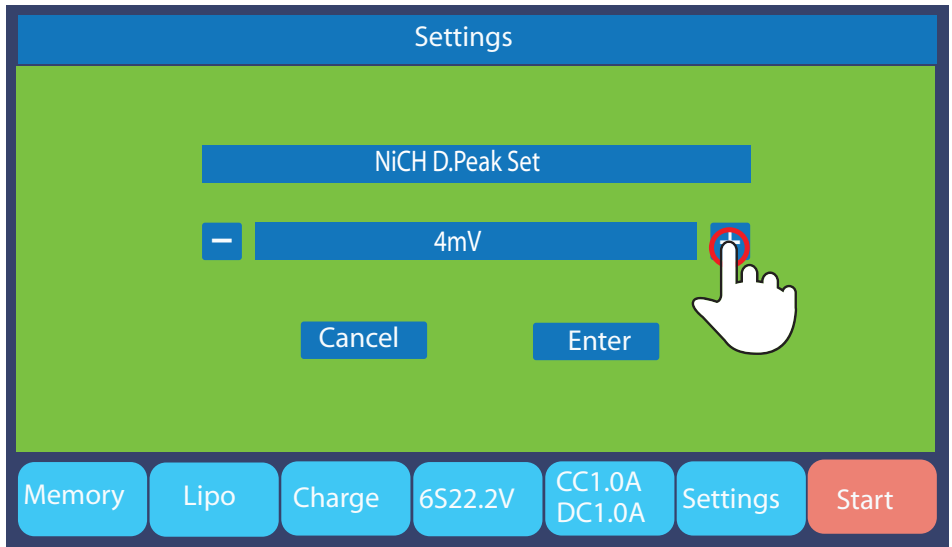 Settings
NiCH D.Peak Set
− 4mV +
Cancel Enter
Memory Lipo Charge 6S22.2V CC1.0A DC1.0A Settings Start